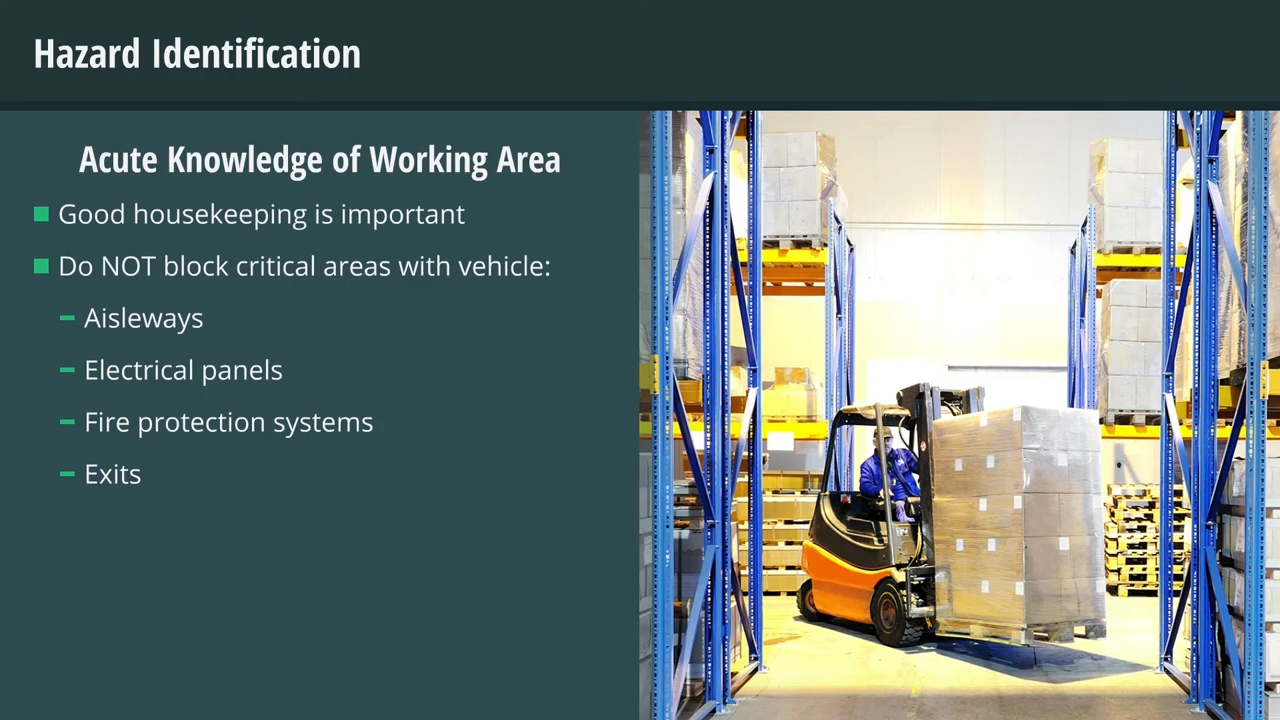 Hazard Identification
Acute Knowledge of Working Area
Good housekeeping is important
Do NOT block critical areas with vehicle:
Aisleways
Electrical panels
Fire protection systems
Exits